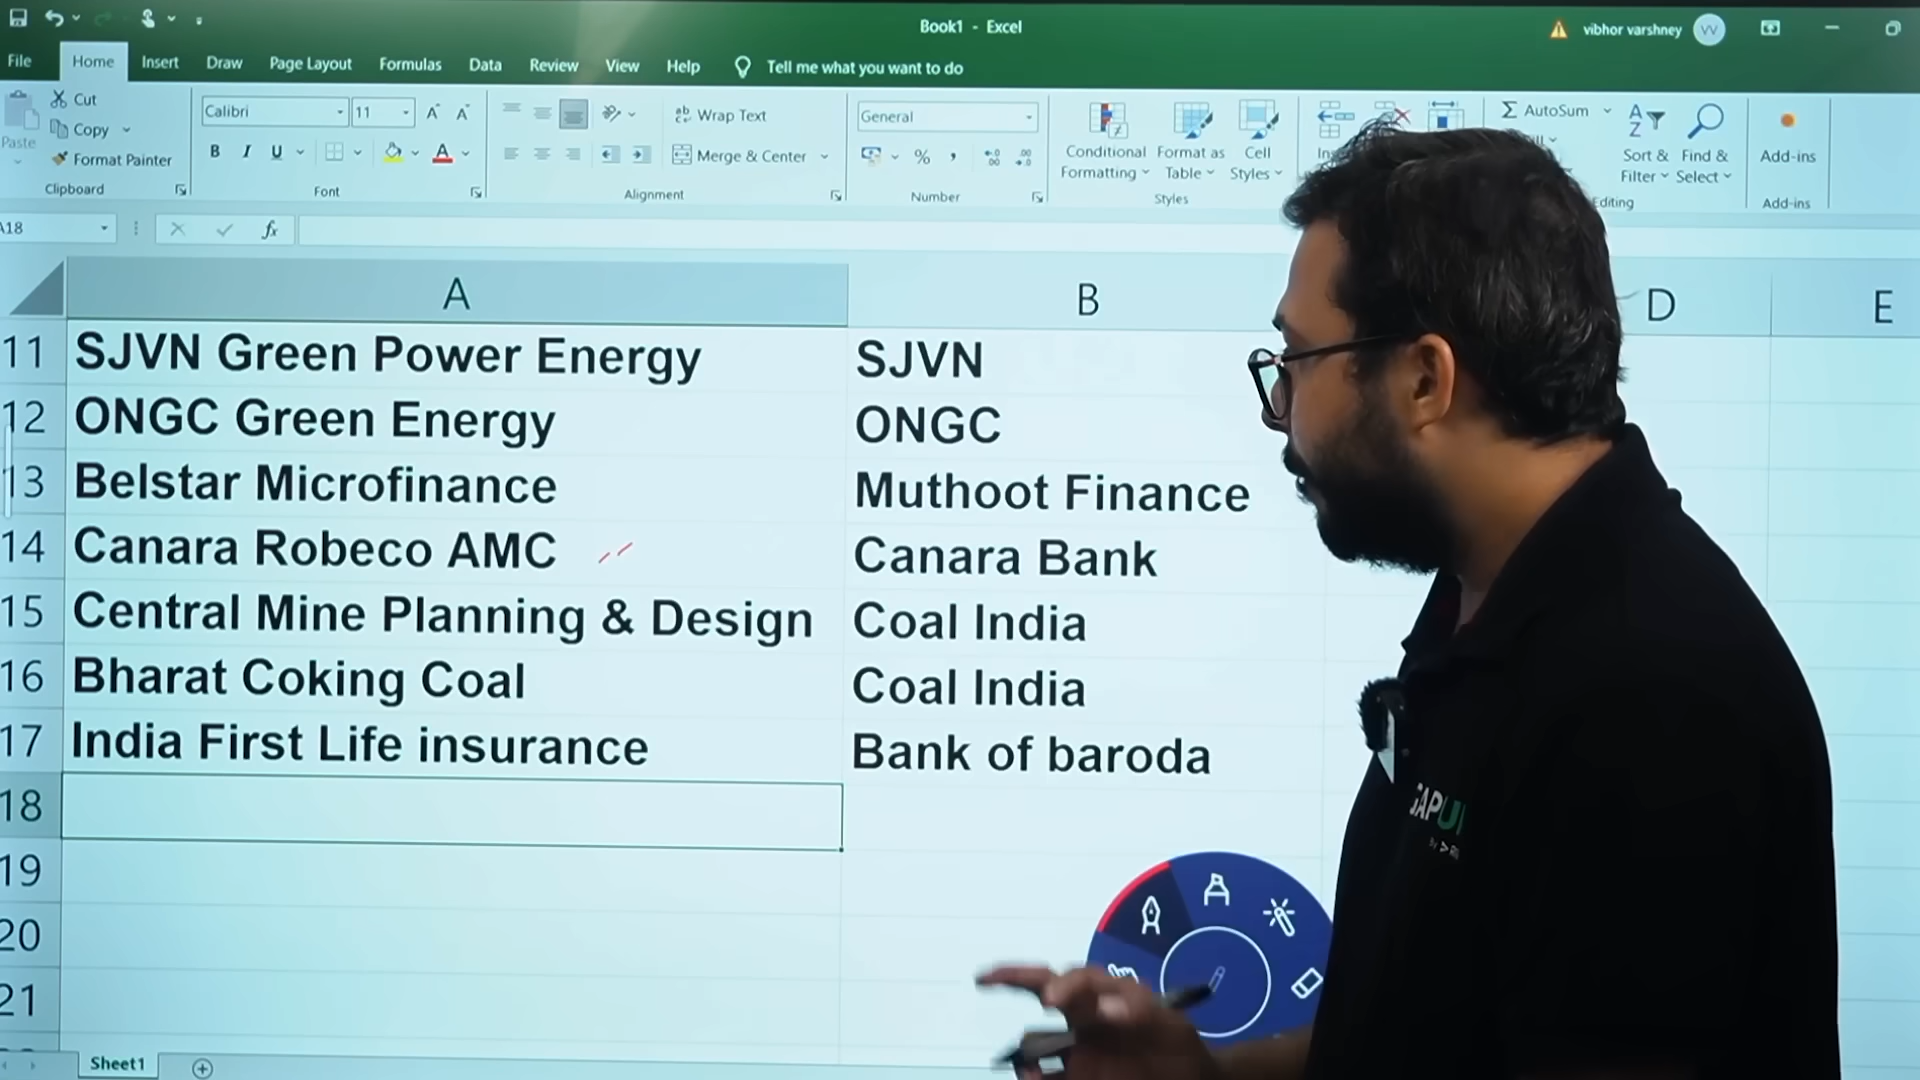 Book1 - Excel
vibhor varshney VV
File Home Insert Draw Page Layout Formulas Data Review View Help Tell me what you want to do
Cut
Copy
Format Painter
Paste
Clipboard
Calibri 11
B I U
Font
Wrap Text
Merge & Center
Alignment
General
%
Number
Conditional Formatting
Format as Table
Cell Styles
Styles
AutoSum
Sort & Filter
Find & Select
Editing
Add-ins
Add-ins
A18
fx
A B D E
11 SJVN Green Power Energy SJVN
12 ONGC Green Energy ONGC
13 Belstar Microfinance Muthoot Finance
14 Canara Robeco AMC Canara Bank
15 Central Mine Planning & Design Coal India
16 Bharat Coking Coal Coal India
17 India First Life insurance Bank of baroda
18
19
20
21
Sheet1